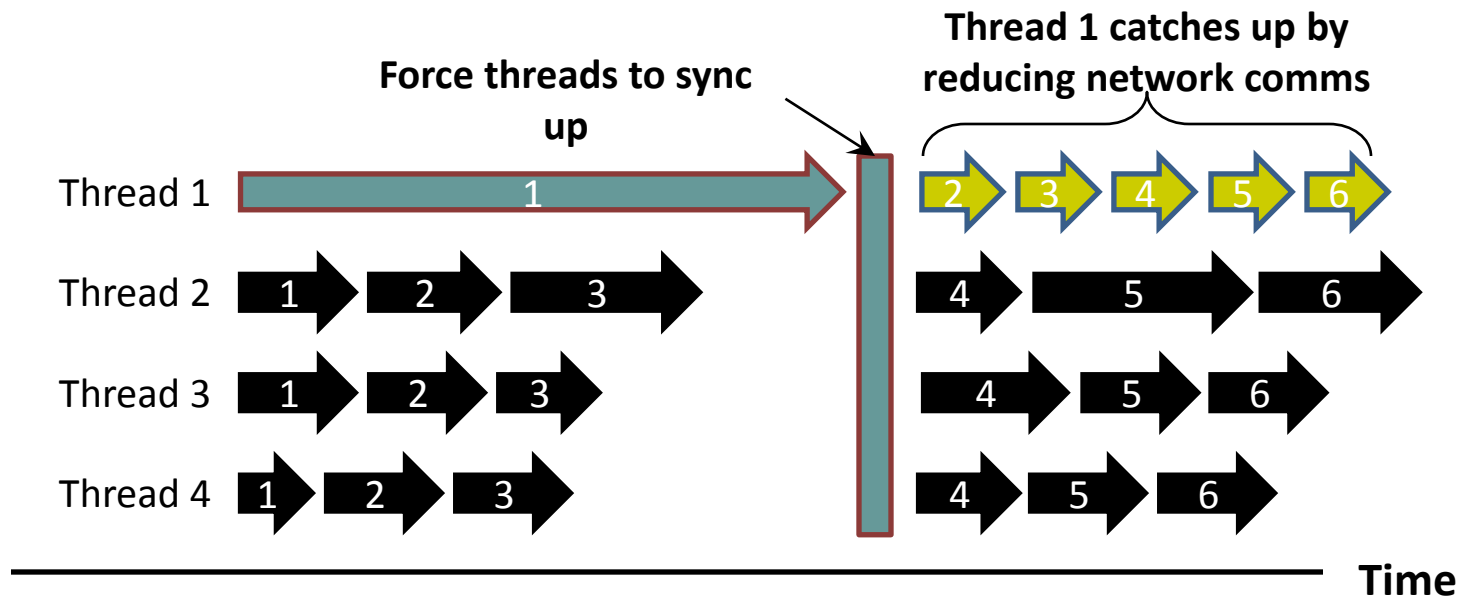 Thread 1 catches up by
reducing network comms
Force threads to sync
up
Thread 1 1 2 3 4 5 6
Thread 2 1 2 3 4 5 6
Thread 3 1 2 3 4 5 6
Thread 4 1 2 3 4 5 6
Time